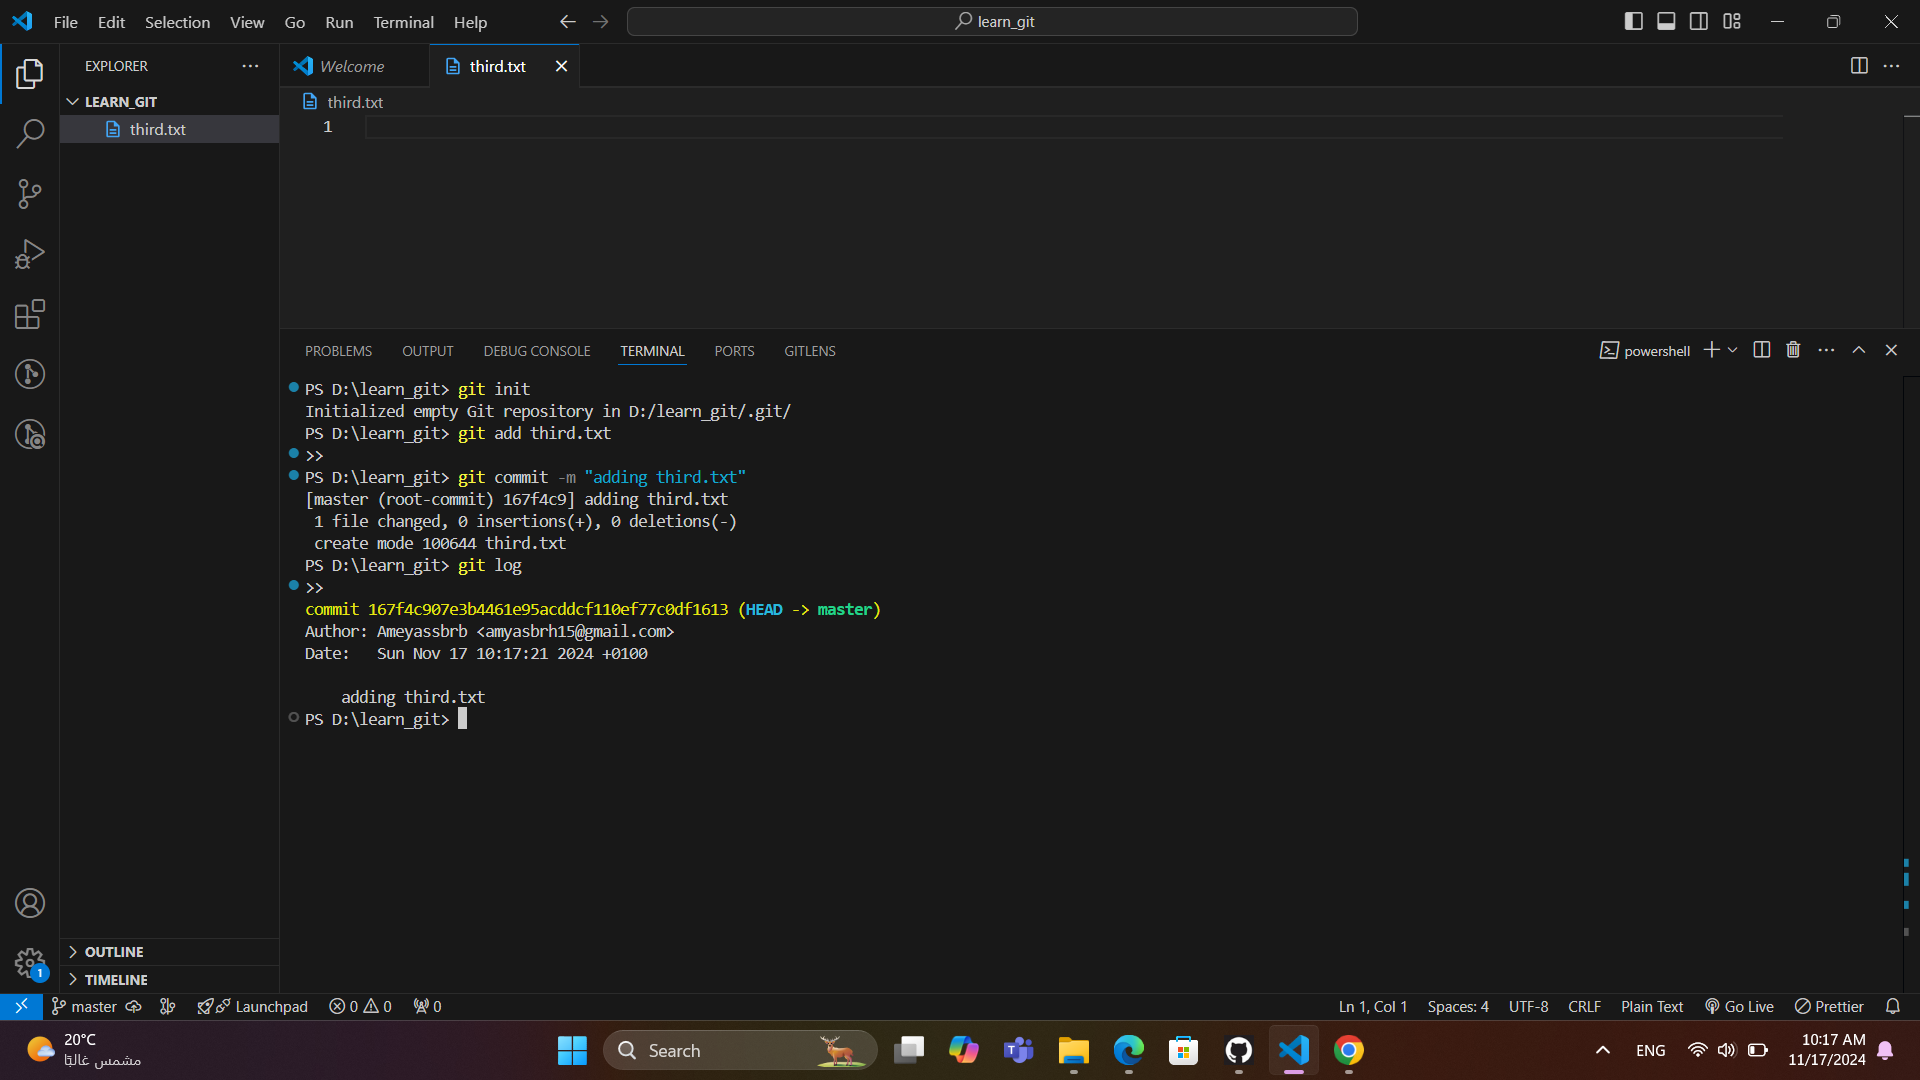 File Edit Selection View Go Run Terminal Help
learn_git
EXPLORER
LEARN_GIT
third.txt
Welcome
third.txt
third.txt
1
PROBLEMS OUTPUT DEBUG CONSOLE TERMINAL PORTS GITLENS
powershell
PS D:\learn_git> git init
Initialized empty Git repository in D:/learn_git/.git/
PS D:\learn_git> git add third.txt
>>
PS D:\learn_git> git commit -m "adding third.txt"
[master (root-commit) 167f4c9] adding third.txt
1 file changed, 0 insertions(+), 0 deletions(-)
create mode 100644 third.txt
PS D:\learn_git> git log
>>
commit 167f4c907e3b4461e95acddcf110ef77c0df1613 (HEAD -> master)
Author: Ameyassbrb <amyasbrh15@gmail.com>
Date:   Sun Nov 17 10:17:21 2024 +0100
adding third.txt
PS D:\learn_git>
OUTLINE
TIMELINE
1
master Launchpad 0 0 0
Ln 1, Col 1 Spaces: 4 UTF-8 CRLF Plain Text Go Live Prettier
20°C
مشمس غالبًا
Search
ENG
10:17 AM
11/17/2024